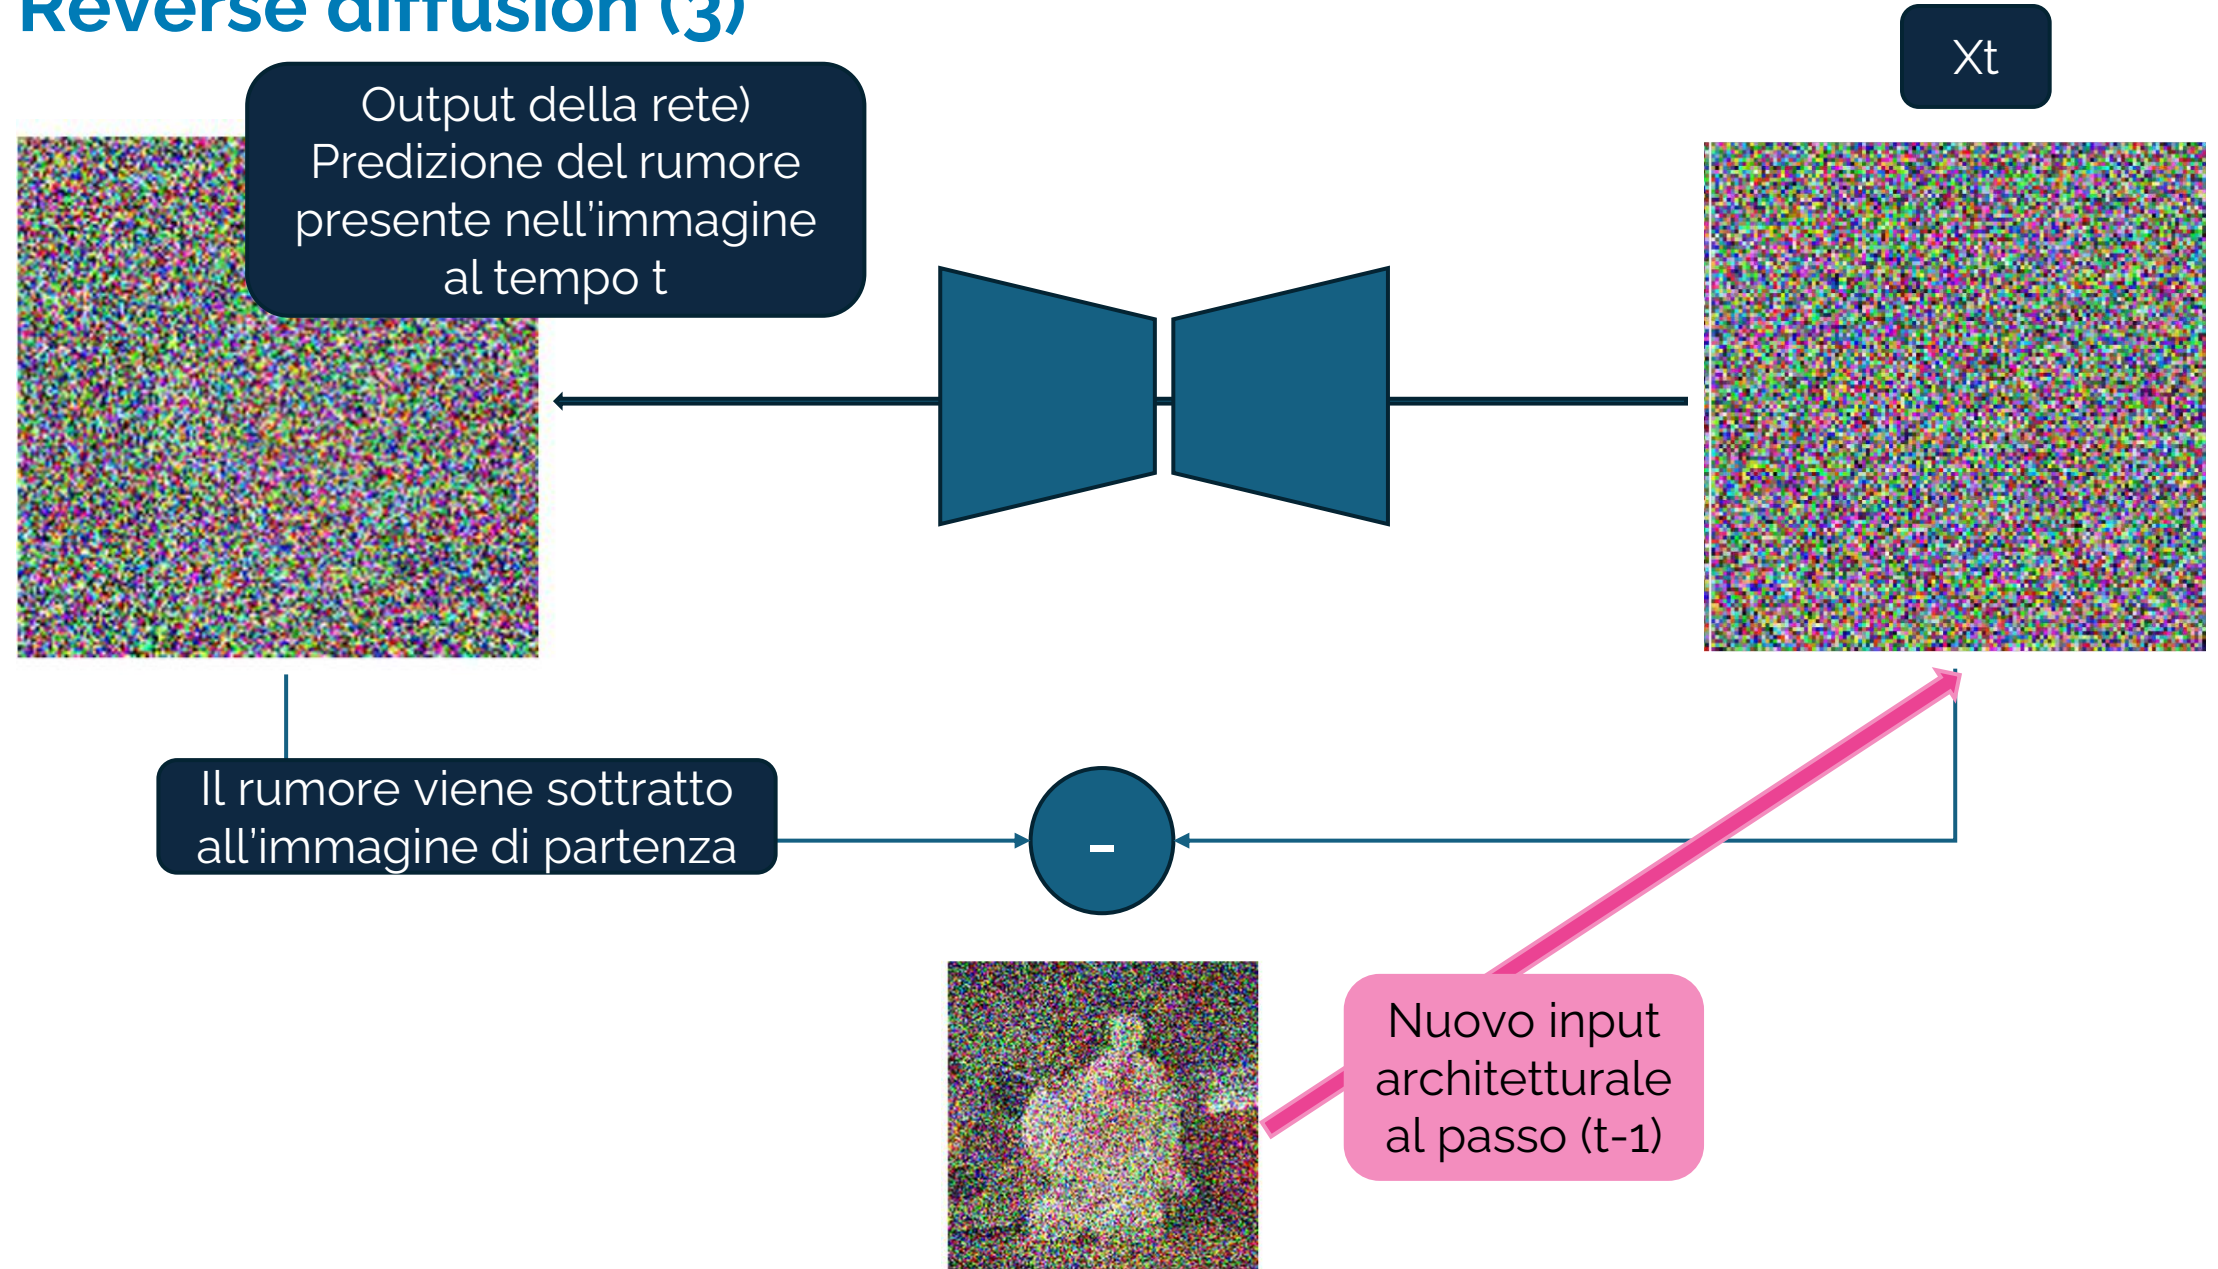 Reverse diffusion (3)
Xt
Output della rete)
Predizione del rumore
presente nell'immagine
al tempo t
Il rumore viene sottratto
all'immagine di partenza
-
Nuovo input
architetturale
al passo (t-1)